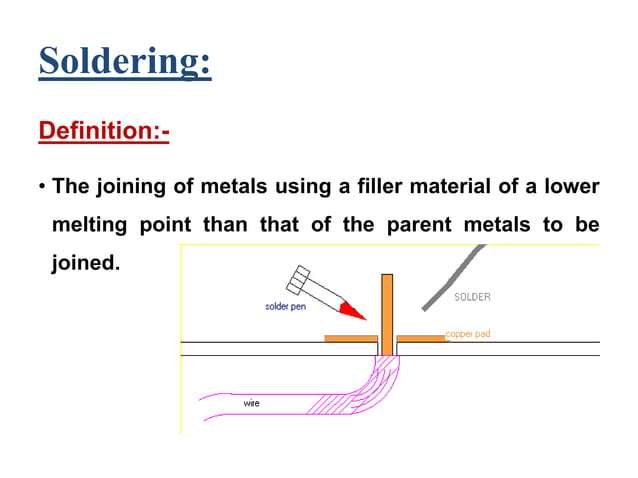 Soldering:
Definition:-
• The joining of metals using a filler material of a lower
melting point than that of the parent metals to be
joined.
solder pen
SOLDER
copper pad
wire